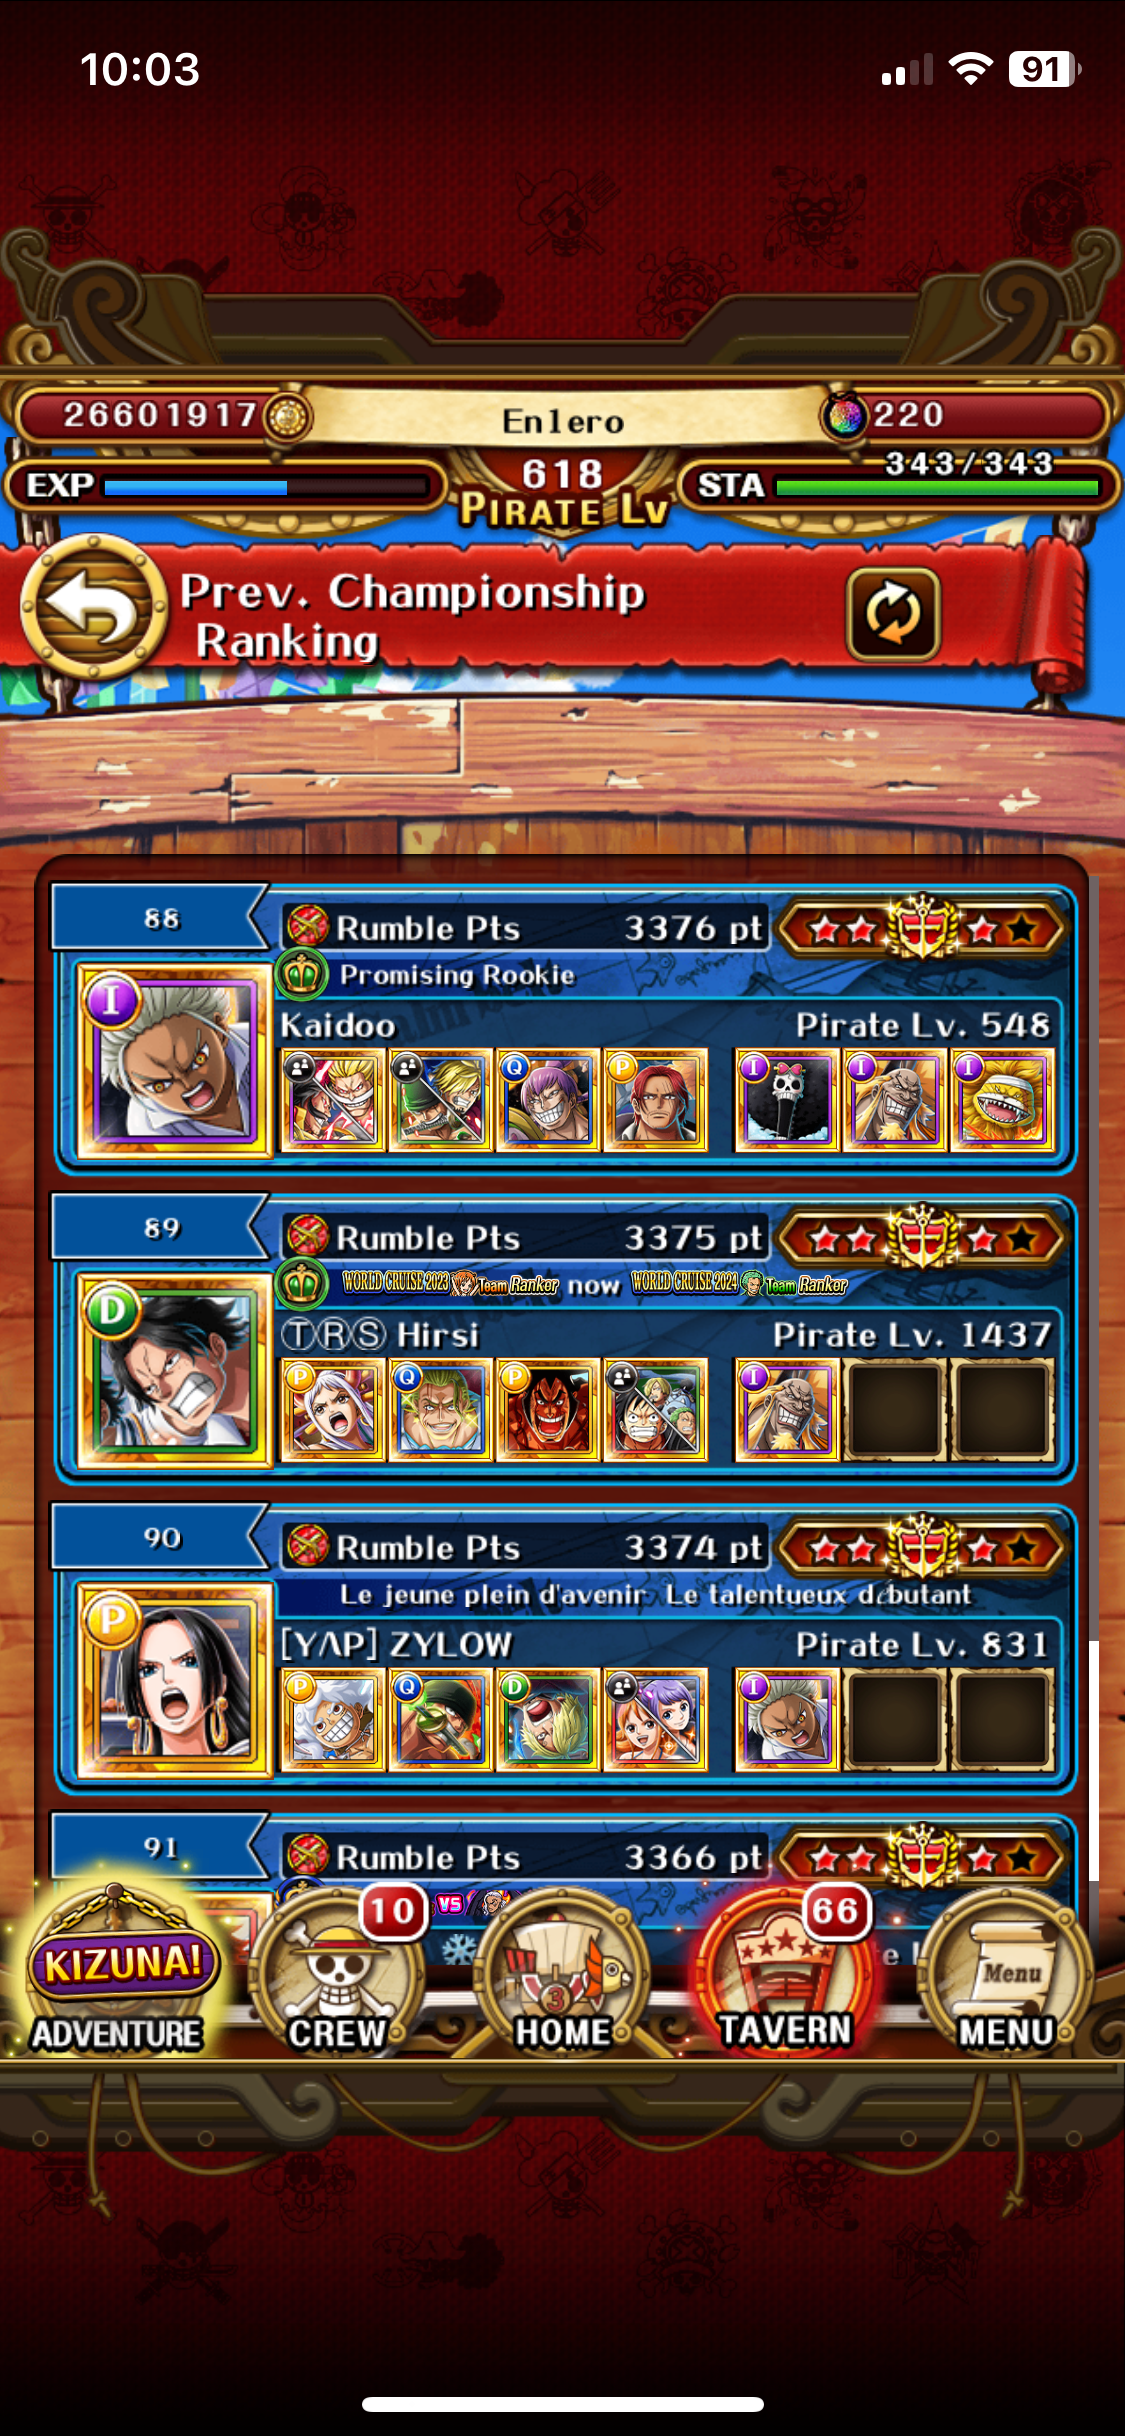 10:03
91
26601917
En1ero
220
EXP
618
PIRATE Lv
STA
343/343
Prev. Championship
Ranking
88
Rumble Pts 3376 pt
I
Promising Rookie
Kaidoo Pirate Lv. 548
Q P I I I
89
Rumble Pts 3375 pt
D
WORLD CRUISE 2023 Team Ranker now WORLD CRUISE 2024 Team Ranker
ⓉⓇⓈ Hirsi Pirate Lv. 1437
P Q P I
90
Rumble Pts 3374 pt
P
Le jeune plein d'avenir Le talentueux débutant
[YΛP] ZYLOW Pirate Lv. 831
P Q D I
91
Rumble Pts 3366 pt
VS
KIZUNA!
ADVENTURE
10
CREW
3
HOME
66
TAVERN
Menu
MENU